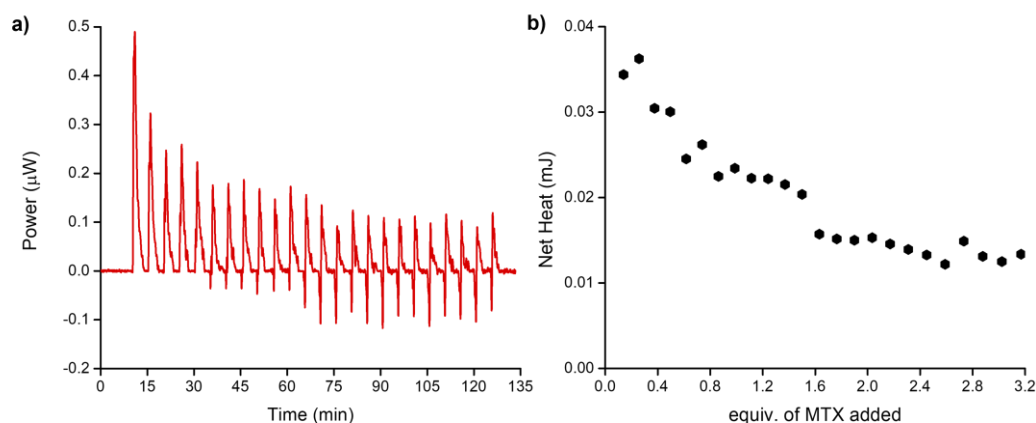 a)
0.5
0.4
0.3
0.2
0.1
0.0
-0.1
-0.2
Power (μW)
0 15 30 45 60 75 90 105 120 135
Time (min)
b)
0.04
0.03
0.02
0.01
0.00
Net Heat (mJ)
0.0 0.4 0.8 1.2 1.6 2.0 2.4 2.8 3.2
equiv. of MTX added